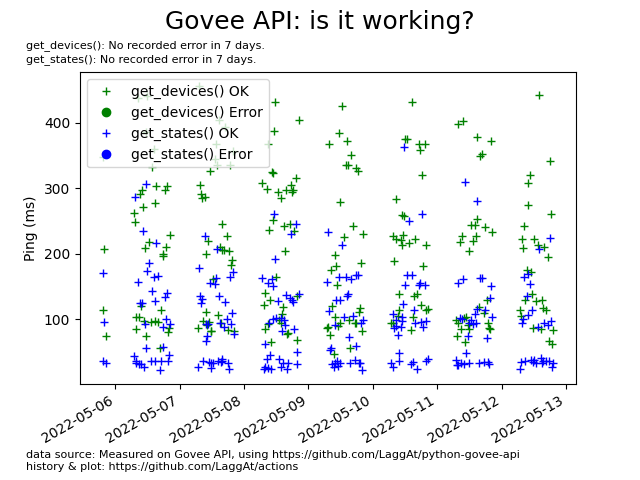 Govee API: is it working?
get_devices(): No recorded error in 7 days.
get_states(): No recorded error in 7 days.
get_devices() OK
get_devices() Error
get_states() OK
get_states() Error
Ping (ms)
400
300
200
100
2022-05-06
2022-05-07
2022-05-08
2022-05-09
2022-05-10
2022-05-11
2022-05-12
2022-05-13
data source: Measured on Govee API, using https://github.com/LaggAt/python-govee-api
history & plot: https://github.com/LaggAt/actions